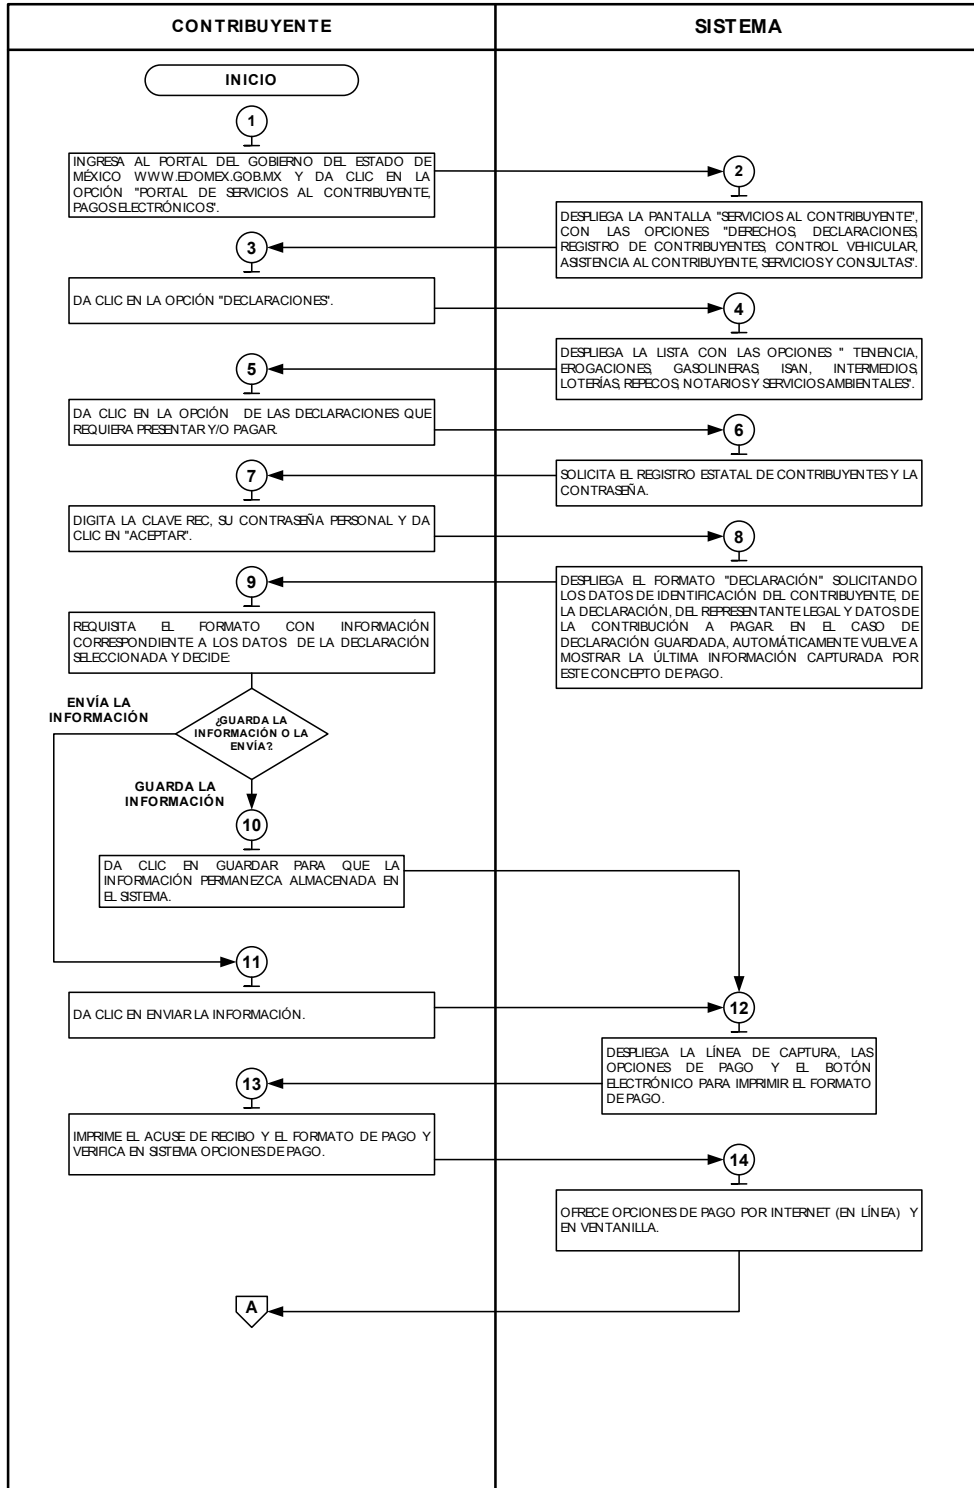 CONTRIBUYENTE
SISTEMA
INICIO
1
INGRESA AL PORTAL DEL GOBIERNO DEL ESTADO DE
MÉXICO WWW.EDOMEX.GOB.MX Y DA CLIC EN LA
OPCIÓN "PORTAL DE SERVICIOS AL CONTRIBUYENTE,
PAGOS ELECTRÓNICOS".
2
DESPLIEGA LA PANTALLA "SERVICIOS AL CONTRIBUYENTE",
CON LAS OPCIONES "DERECHOS, DECLARACIONES,
REGISTRO DE CONTRIBUYENTES, CONTROL VEHICULAR,
ASISTENCIA AL CONTRIBUYENTE, SERVICIOS Y CONSULTAS".
3
DA CLIC EN LA OPCIÓN "DECLARACIONES".
4
DESPLIEGA LA LISTA CON LAS OPCIONES " TENENCIA,
EROGACIONES, GASOLINERAS, ISAN, INTERMEDIOS,
LOTERÍAS, REPECOS, NOTARIOS Y SERVICIOS AMBIENTALES".
5
DA CLIC EN LA OPCIÓN DE LAS DECLARACIONES QUE
REQUIERA PRESENTAR Y/O PAGAR.
6
SOLICITA EL REGISTRO ESTATAL DE CONTRIBUYENTES Y LA
CONTRASEÑA.
7
DIGITA LA CLAVE REC, SU CONTRASEÑA PERSONAL Y DA
CLIC EN "ACEPTAR".
8
DESPLIEGA EL FORMATO "DECLARACIÓN" SOLICITANDO
LOS DATOS DE IDENTIFICACIÓN DEL CONTRIBUYENTE, DE
LA DECLARACIÓN, DEL REPRESENTANTE LEGAL Y DATOS DE
LA CONTRIBUCIÓN A PAGAR. EN EL CASO DE
DECLARACIÓN GUARDADA, AUTOMÁTICAMENTE VUELVE A
MOSTRAR LA ÚLTIMA INFORMACIÓN CAPTURADA POR
ESTE CONCEPTO DE PAGO.
9
REQUISITA EL FORMATO CON INFORMACIÓN
CORRESPONDIENTE A LOS DATOS DE LA DECLARACIÓN
SELECCIONADA Y DECIDE:
¿GUARDA LA
INFORMACIÓN O LA
ENVÍA?.
ENVÍA LA
INFORMACIÓN
GUARDA LA
INFORMACIÓN
10
DA CLIC EN GUARDAR PARA QUE LA
INFORMACIÓN PERMANEZCA ALMACENADA EN
EL SISTEMA.
11
DA CLIC EN ENVIAR LA INFORMACIÓN.
12
DESPLIEGA LA LÍNEA DE CAPTURA, LAS
OPCIONES DE PAGO Y EL BOTÓN
ELECTRÓNICO PARA IMPRIMIR EL FORMATO
DE PAGO.
13
IMPRIME EL ACUSE DE RECIBO Y EL FORMATO DE PAGO Y
VERIFICA EN SISTEMA OPCIONES DE PAGO.
14
OFRECE OPCIONES DE PAGO POR INTERNET (EN LÍNEA) Y
EN VENTANILLA.
A